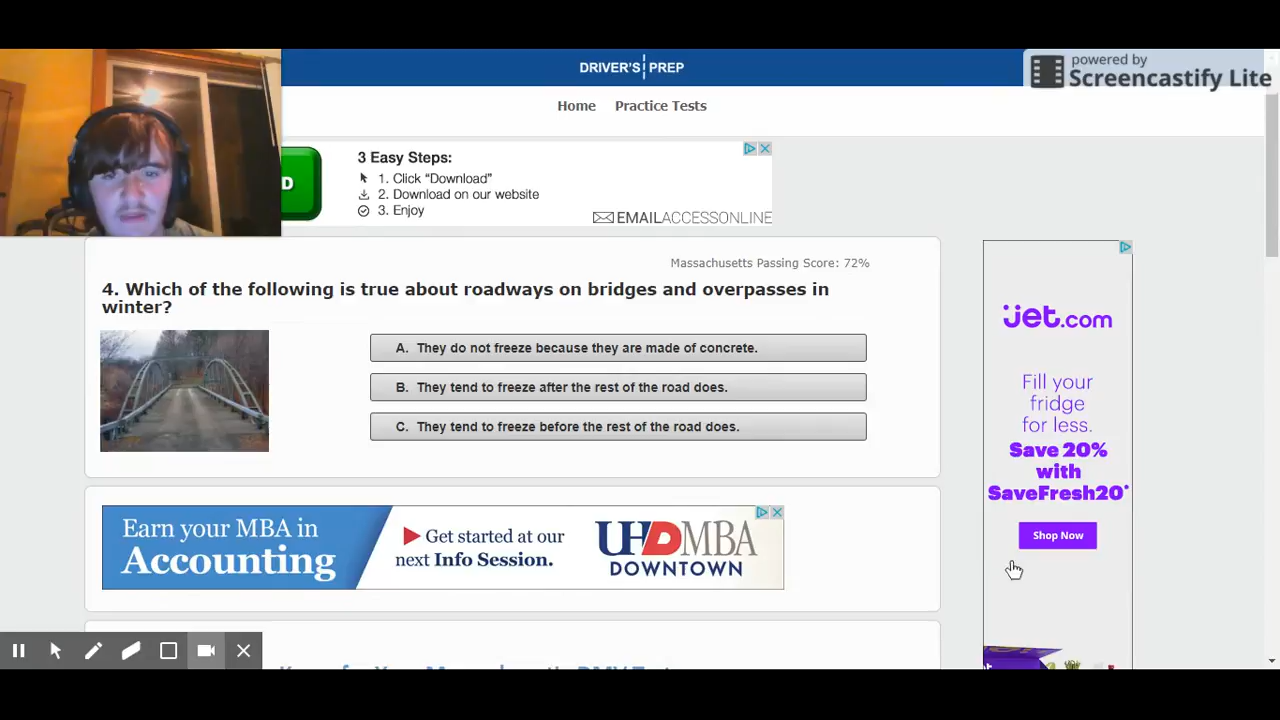 powered by
Screencastify Lite
DRIVER'S PREP
Home Practice Tests
D
3 Easy Steps:
1. Click “Download”
2. Download on our website
3. Enjoy
EMAILACCESSONLINE
Massachusetts Passing Score: 72%
4. Which of the following is true about roadways on bridges and overpasses in
winter?
A. They do not freeze because they are made of concrete.
B. They tend to freeze after the rest of the road does.
C. They tend to freeze before the rest of the road does.
jet.com
Fill your
fridge
for less.
Save 20%
with
SaveFresh20*
Shop Now
Earn your MBA in
Accounting
Get started at our
next Info Session.
UHDMBA
DOWNTOWN